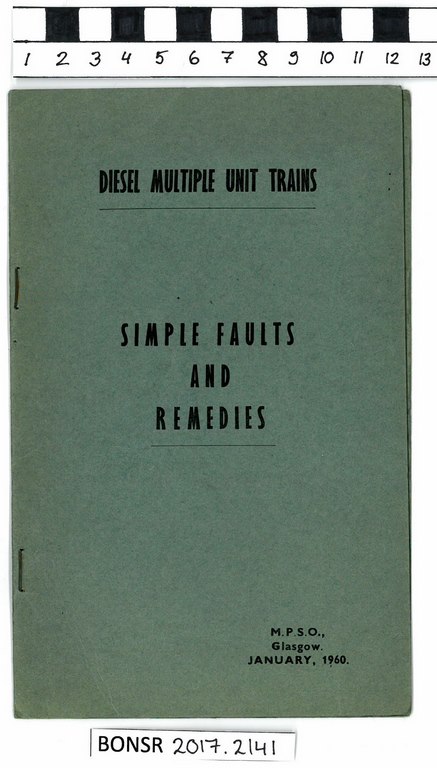 1 2 3 4 5 6 7 8 9 10 11 12 13
DIESEL MULTIPLE UNIT TRAINS
SIMPLE FAULTS
AND
REMEDIES
M.P.S.O.,
Glasgow.
JANUARY, 1960.
BONSR 2017.2141